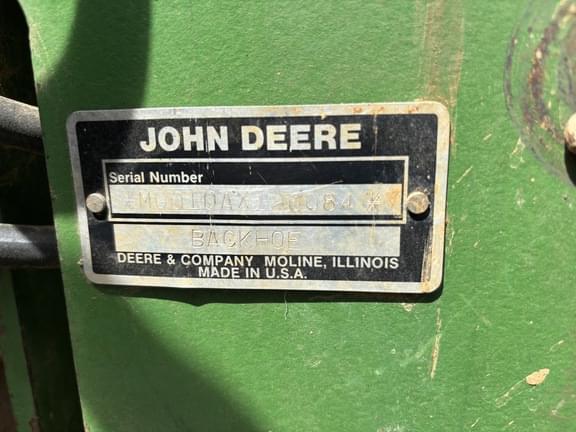 JOHN DEERE
Serial Number
BACKHOE
DEERE & COMPANY MOLINE, ILLINOIS
MADE IN U.S.A.